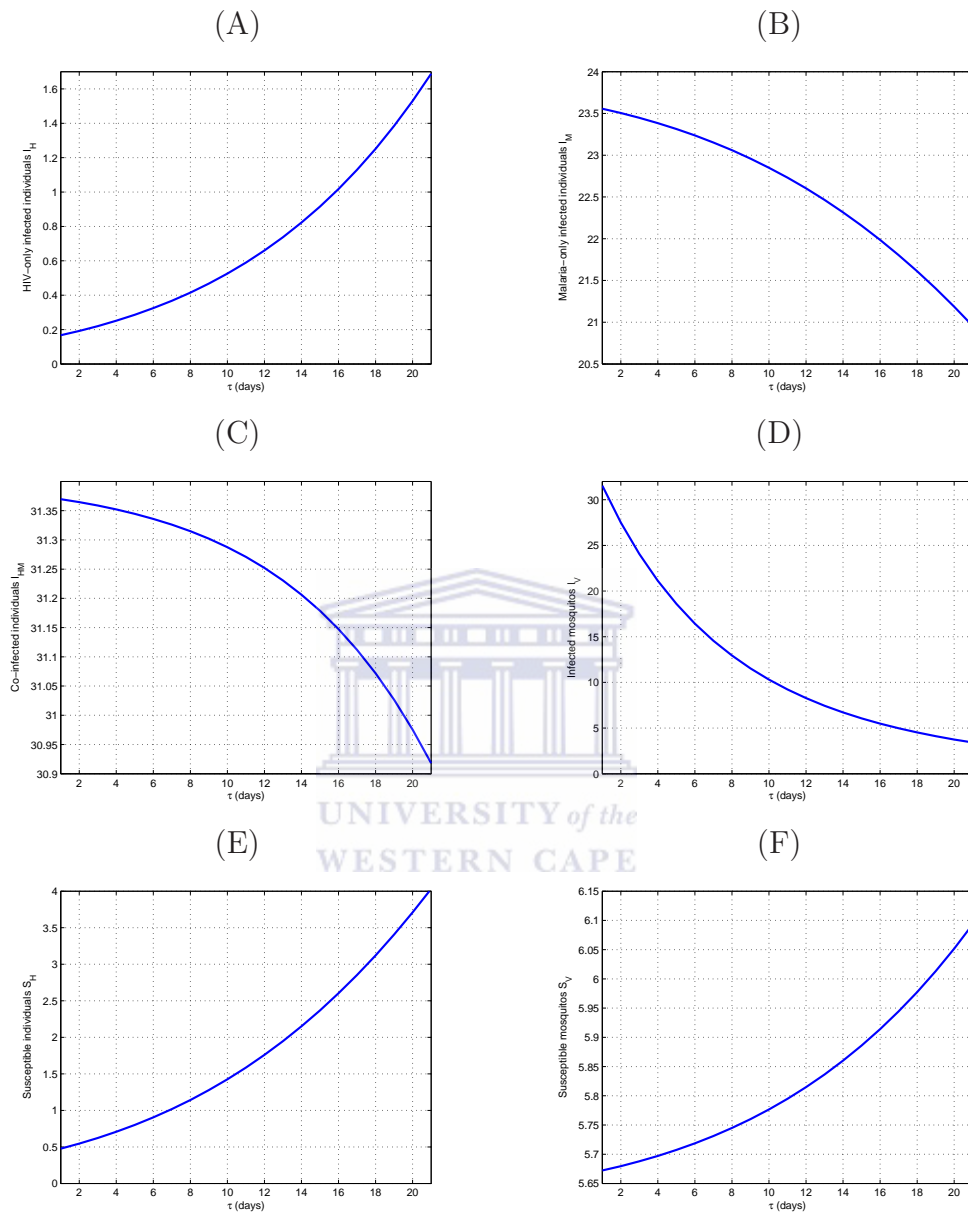 (A)
(B)
HIV−only infected individuals I_H
0
0.2
0.4
0.6
0.8
1
1.2
1.4
1.6
2 4 6 8 10 12 14 16 18 20
τ (days)
Malaria−only infected individuals I_M
20.5
21
21.5
22
22.5
23
23.5
24
2 4 6 8 10 12 14 16 18 20
τ (days)
(C)
(D)
Co−infected individuals I_HM
30.9
30.95
31
31.05
31.1
31.15
31.2
31.25
31.3
31.35
2 4 6 8 10 12 14 16 18 20
τ (days)
Infected mosquitos I_V
0
5
10
15
20
25
30
2 4 6 8 10 12 14 16 18 20
τ (days)
UNIVERSITY of the
WESTERN CAPE
(E)
(F)
Susceptible individuals S_H
0
0.5
1
1.5
2
2.5
3
3.5
4
2 4 6 8 10 12 14 16 18 20
τ (days)
Susceptible mosquitos S_V
5.65
5.7
5.75
5.8
5.85
5.9
5.95
6
6.05
6.1
6.15
2 4 6 8 10 12 14 16 18 20
τ (days)